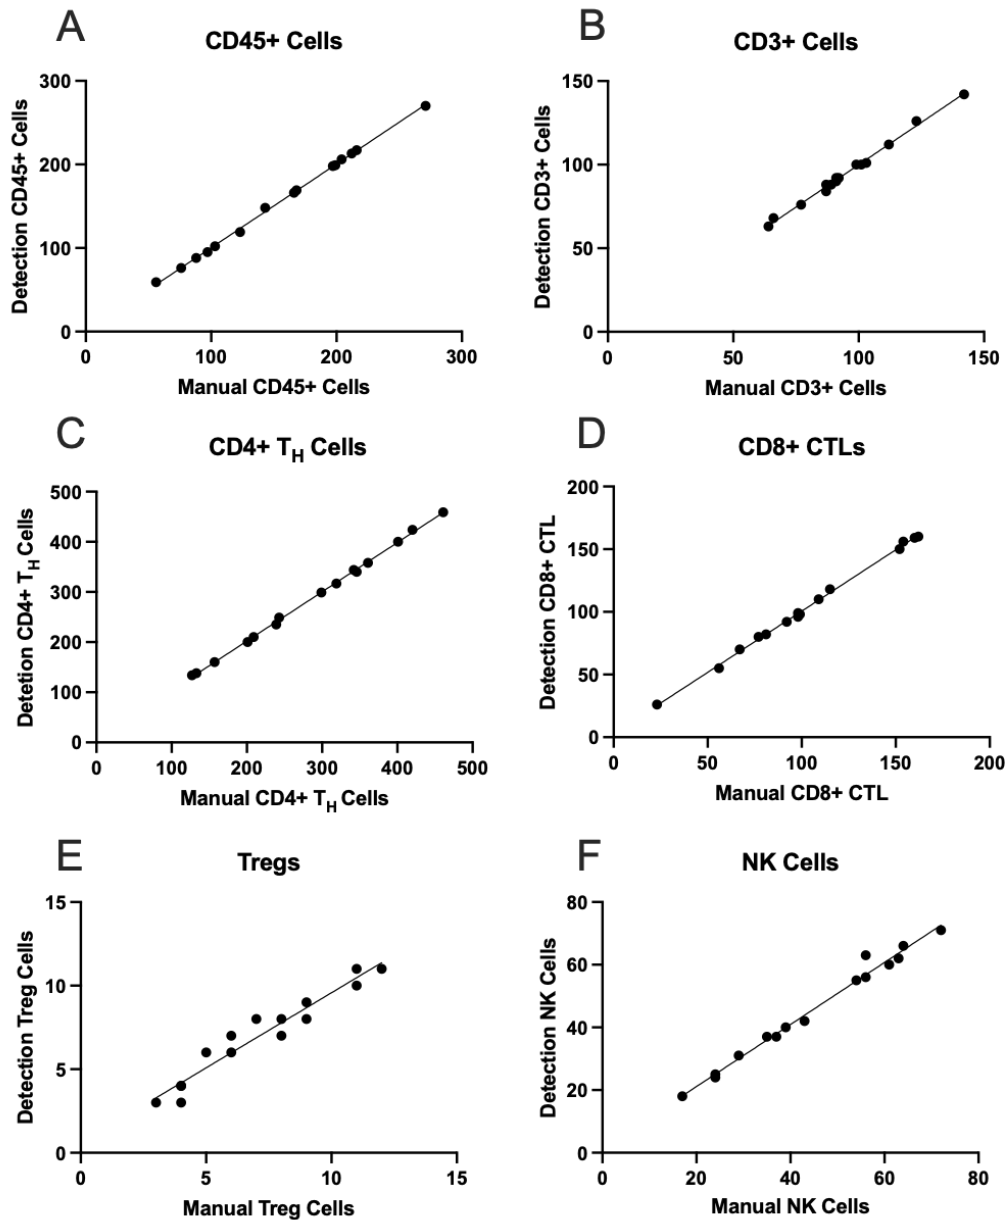 A
CD45+ Cells
Detection CD45+ Cells
300
200
100
0
0 100 200 300
Manual CD45+ Cells
B
CD3+ Cells
Detection CD3+ Cells
150
100
50
0
0 50 100 150
Manual CD3+ Cells
C
CD4+ TH Cells
Detetion CD4+ TH Cells
500
400
300
200
100
0
0 100 200 300 400 500
Manual CD4+ TH Cells
D
CD8+ CTLs
Detection CD8+ CTL
200
150
100
50
0
0 50 100 150 200
Manual CD8+ CTL
E
Tregs
Detection Treg Cells
15
10
5
0
0 5 10 15
Manual Treg Cells
F
NK Cells
Detection NK Cells
80
60
40
20
0
0 20 40 60 80
Manual NK Cells